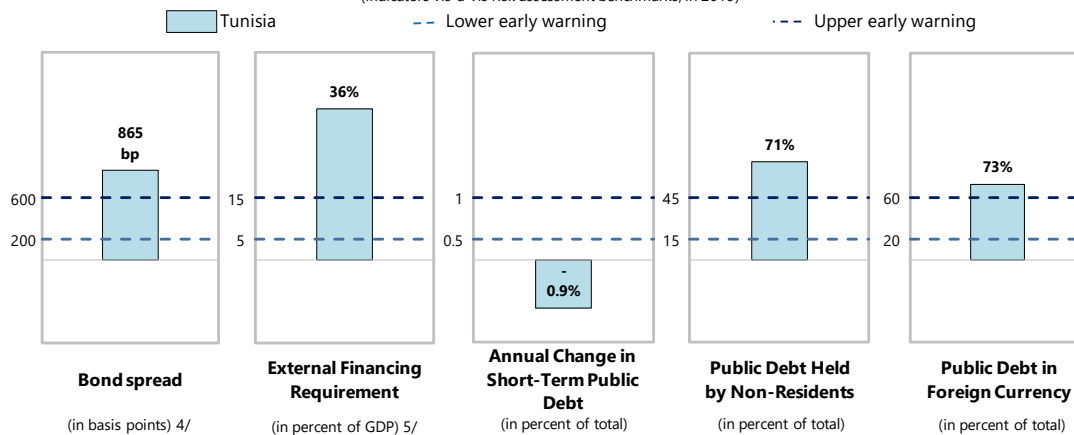 (Indicators vis-à-vis risk assessment benchmarks, in 2019)
Tunisia
Lower early warning
Upper early warning
865
bp
600
200
Bond spread
(in basis points) 4/
36%
15
5
External Financing
Requirement
(in percent of GDP) 5/
1
0.5
-
0.9%
Annual Change in
Short-Term Public
Debt
(in percent of total)
71%
45
15
Public Debt Held
by Non-Residents
(in percent of total)
73%
60
20
Public Debt in
Foreign Currency
(in percent of total)